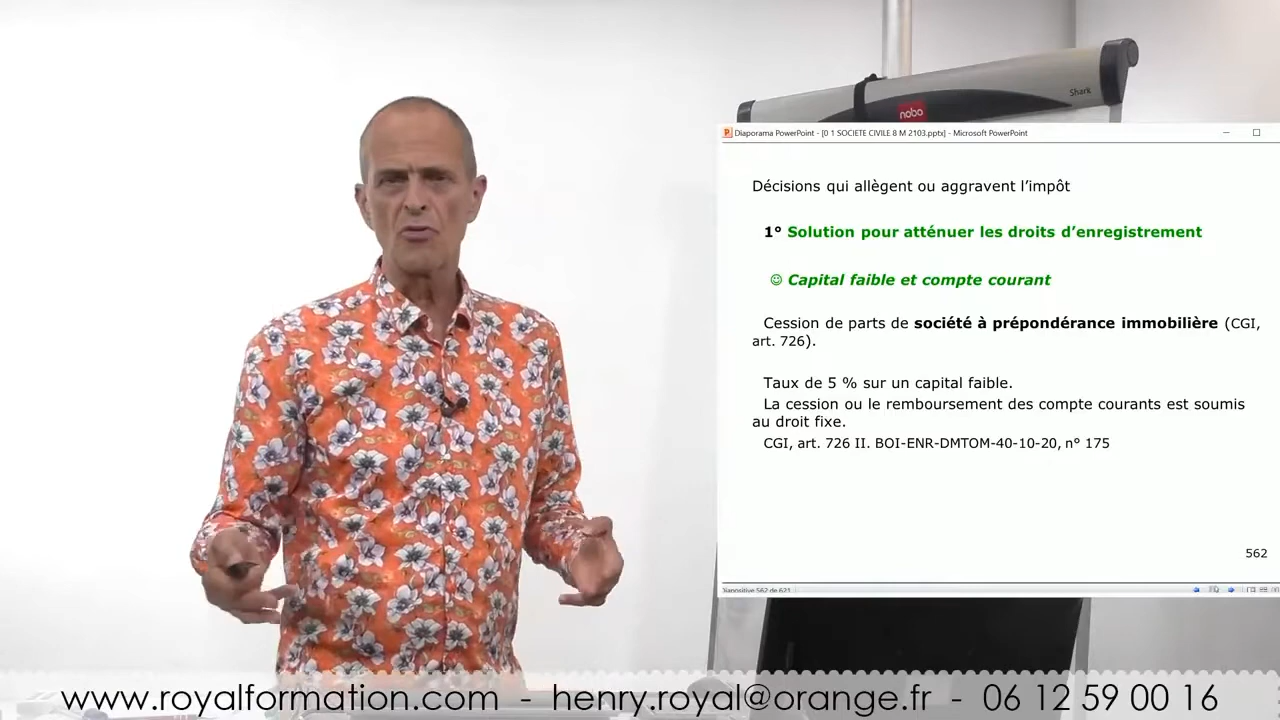 Shark
nobo
Diaporama PowerPoint - [0 1 SOCIETE CIVILE 8 M 2103.pptx] - Microsoft PowerPoint
Décisions qui allègent ou aggravent l’impôt
1° Solution pour atténuer les droits d’enregistrement
☺ Capital faible et compte courant
Cession de parts de société à prépondérance immobilière (CGI,
art. 726).
Taux de 5 % sur un capital faible.
La cession ou le remboursement des compte courants est soumis
au droit fixe.
CGI, art. 726 II. BOI-ENR-DMTOM-40-10-20, n° 175
562
Diapositive 562 de 621
www.royalformation.com - henry.royal@orange.fr - 06 12 59 00 16